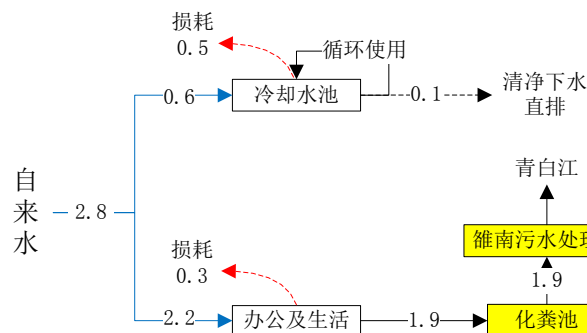 损耗
0.5
循环使用
0.6
冷却水池
0.1
清净下水
直排
青白江
自来水
2.8
雒南污水处理
1.9
损耗
0.3
2.2
办公及生活
1.9
化粪池